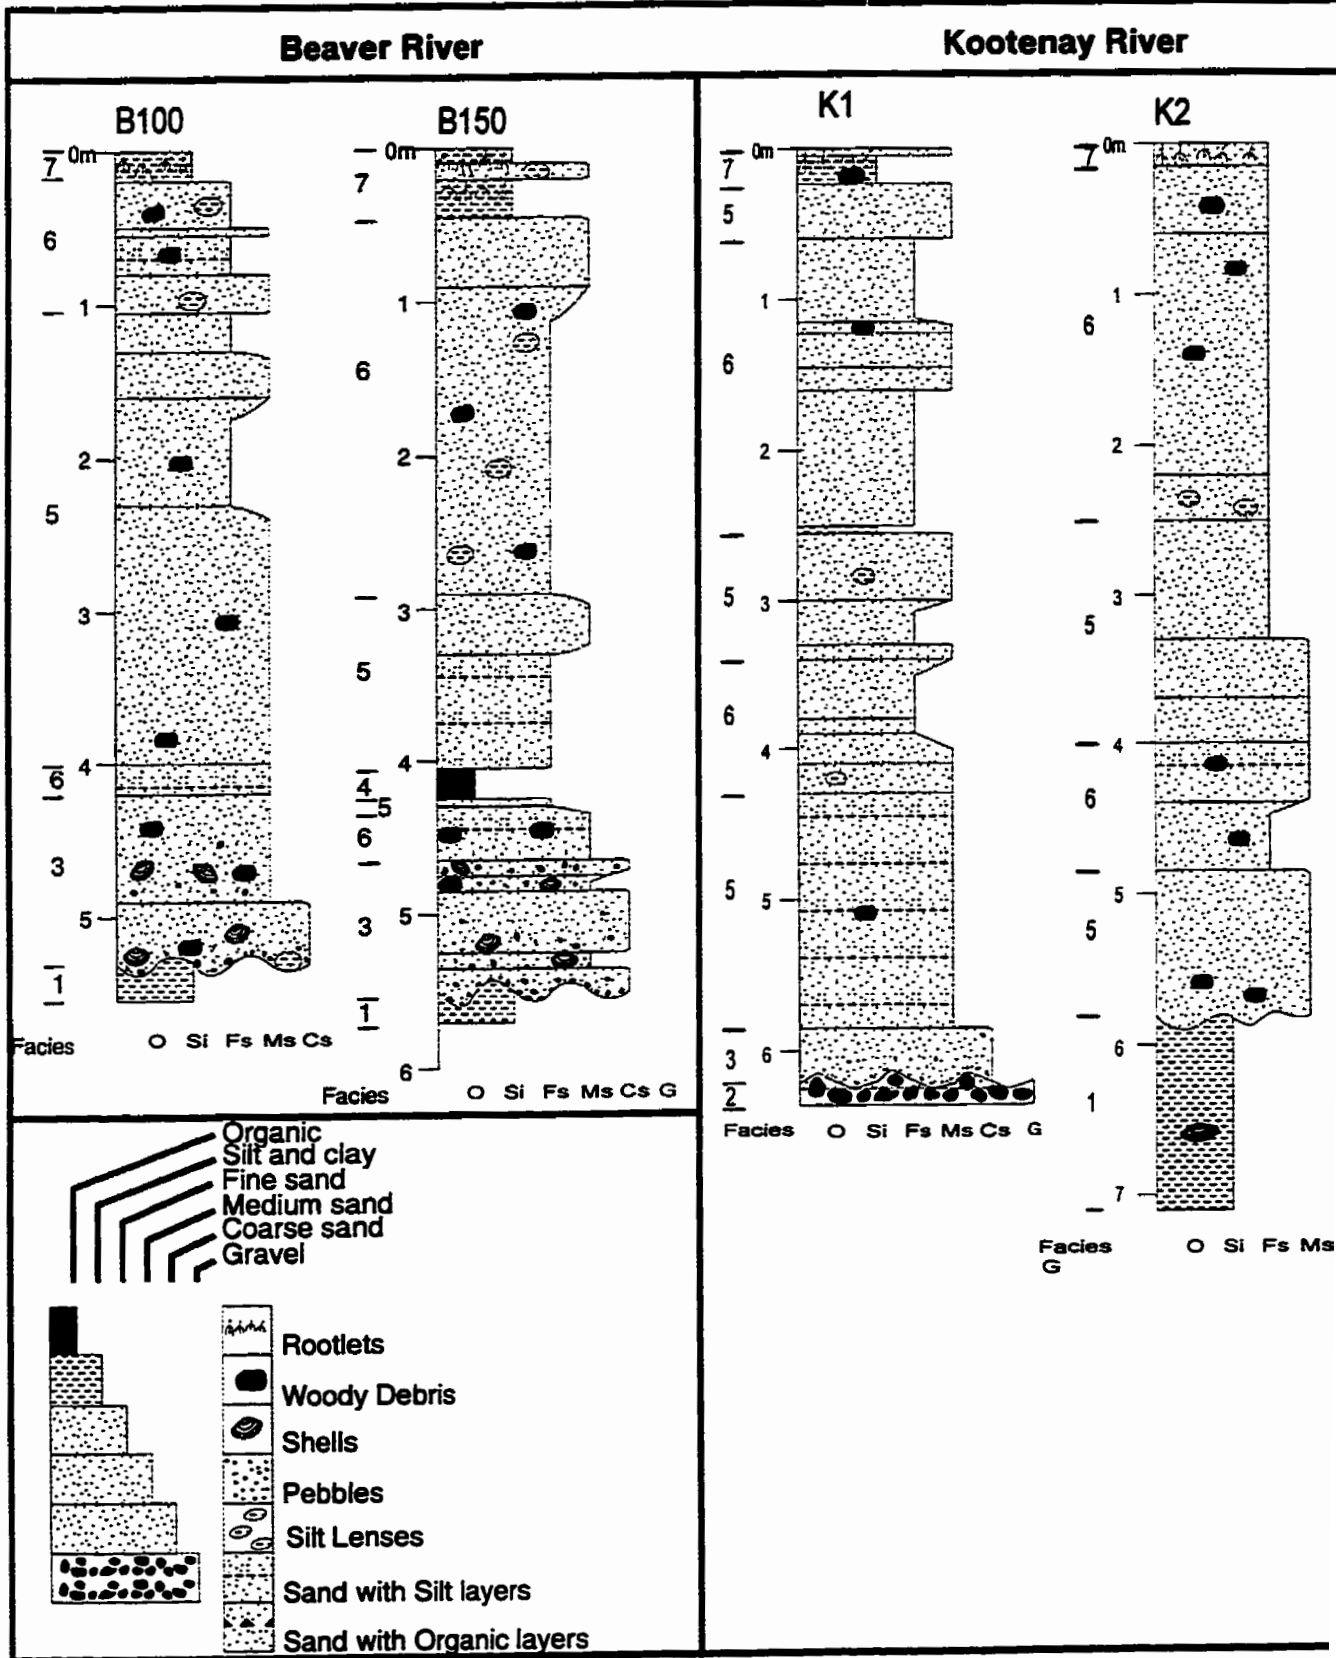 Beaver River
Kootenay River
B100
B150
K1
K2
0m
7
6
1
2
5
3
6
4
3
5
1
Facies O Si Fs Ms Cs
0m
7
1
6
2
3
5
4
4
5
6
5
3
1
6
Facies O Si Fs Ms Cs G
0m
7
5
1
6
2
5
3
6
4
5
5
3
6
2
Facies O Si Fs Ms Cs G
0m
7
1
6
2
3
5
4
6
5
5
6
1
7
Facies O Si Fs Ms
G
Organic
Silt and clay
Fine sand
Medium sand
Coarse sand
Gravel
Rootlets
Woody Debris
Shells
Pebbles
Silt Lenses
Sand with Silt layers
Sand with Organic layers